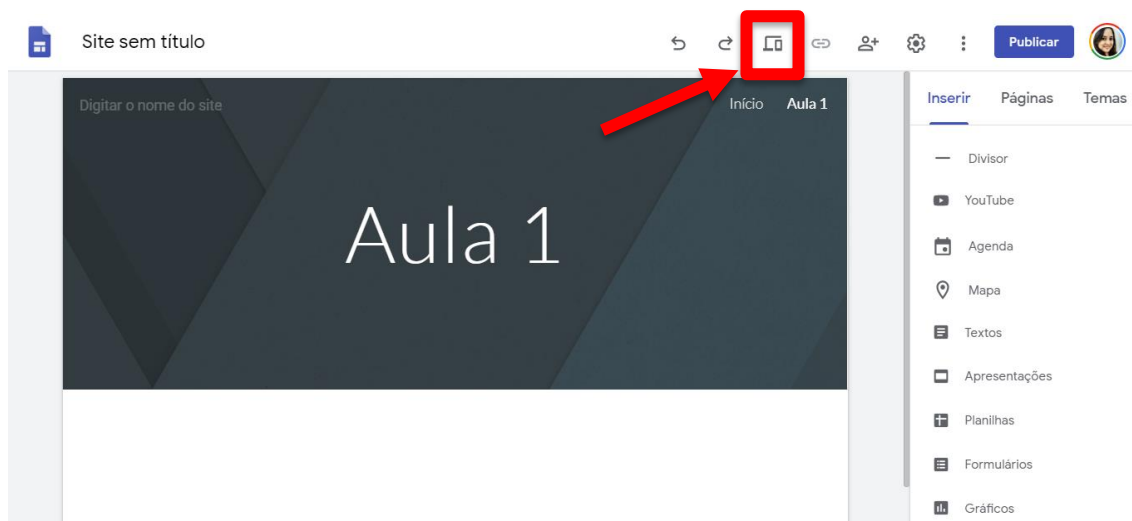 Site sem título
Publicar
Digitar o nome do site
Início Aula 1
Aula 1
Inserir Páginas Temas
Divisor
YouTube
Agenda
Mapa
Textos
Apresentações
Planilhas
Formulários
Gráficos